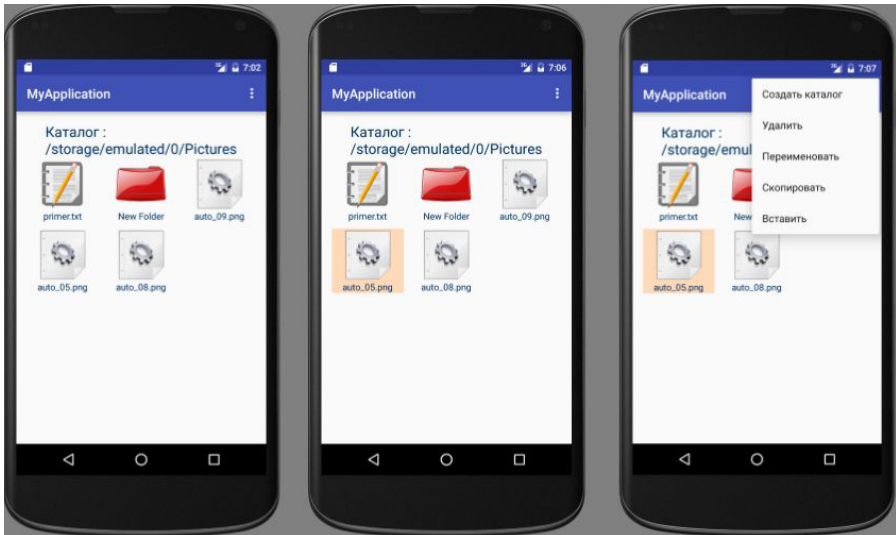 7:02
MyApplication
Каталог :
/storage/emulated/0/Pictures
primer.txt New Folder auto_09.png
auto_05.png auto_08.png
7:06
MyApplication
Каталог :
/storage/emulated/0/Pictures
primer.txt New Folder auto_09.png
auto_05.png auto_08.png
7:07
MyApplication
Создать каталог
Удалить
Переименовать
Скопировать
Вставить
Каталог :
/storage/emul
primer.txt New
auto_05.png auto_08.png